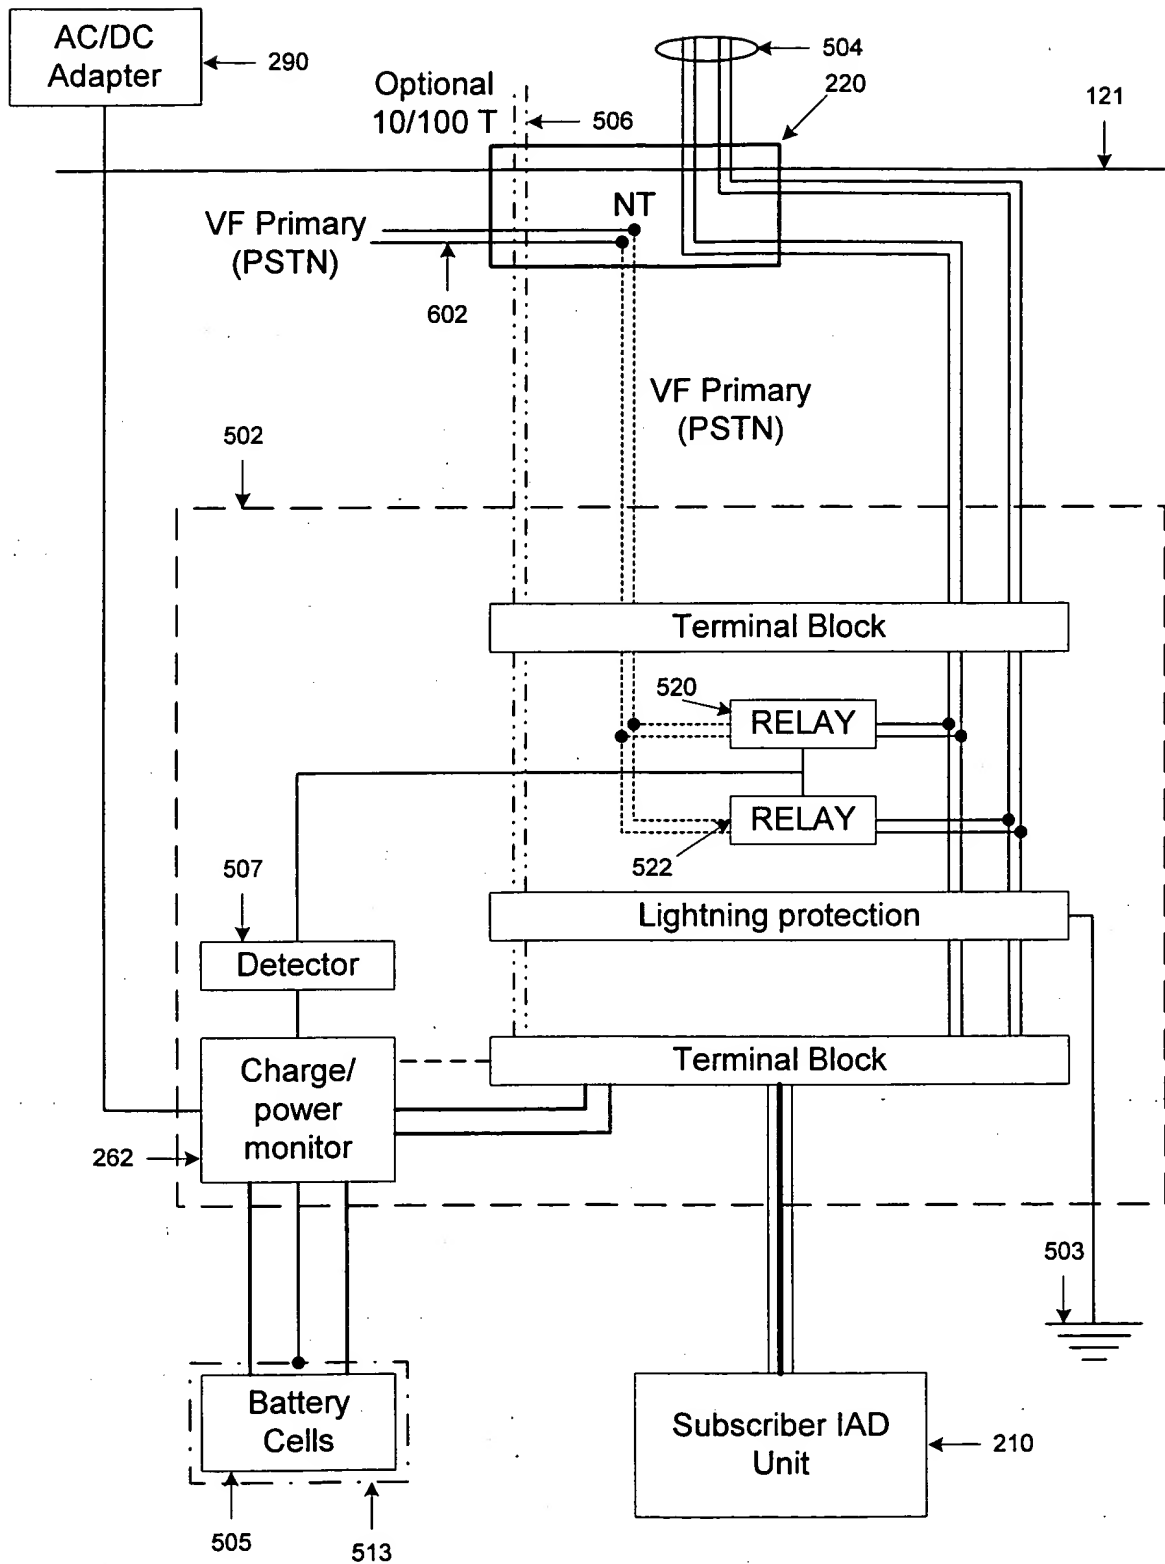 AC/DC
Adapter
290
504
220
121
Optional
10/100 T
506
NT
VF Primary
(PSTN)
602
VF Primary
(PSTN)
502
Terminal Block
520
RELAY
RELAY
522
507
Lightning protection
Detector
Terminal Block
Charge/
power
monitor
262
503
Battery
Cells
Subscriber IAD
Unit
210
505
513